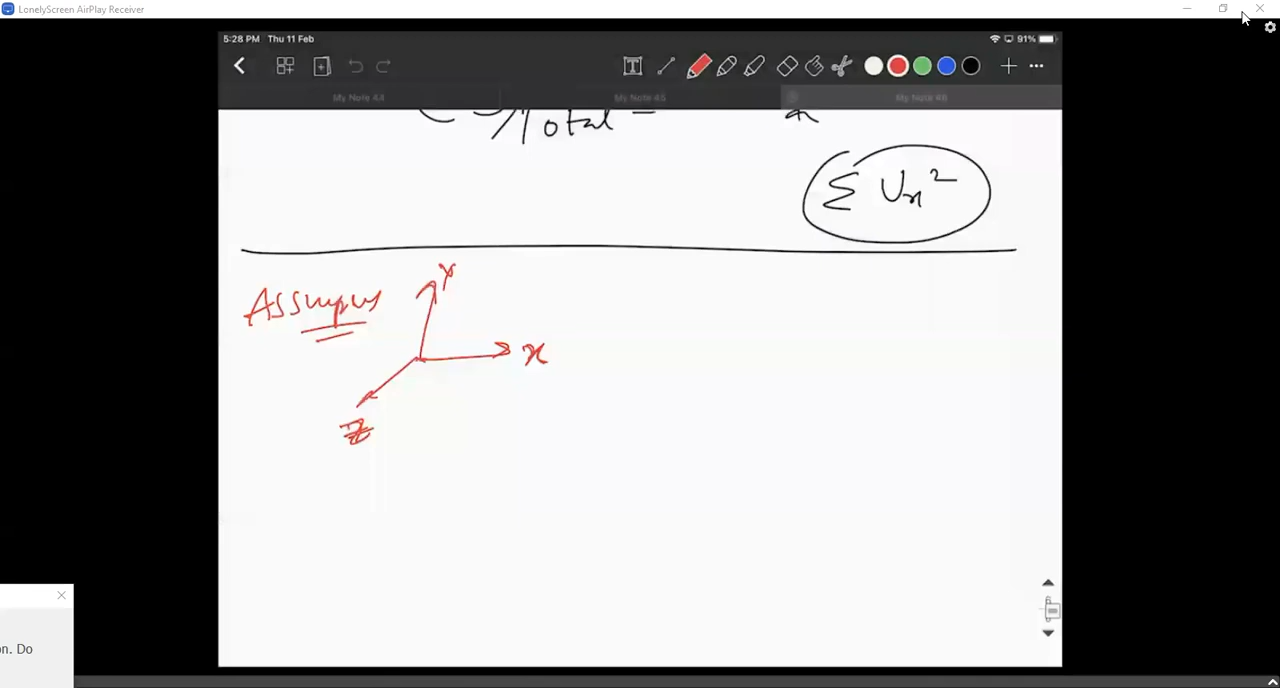 LonelyScreen AirPlay Receiver
5:28 PM Thu 11 Feb
91%
My Note 44
My Note 45
My Note 46
Total =
Σ Ux²
Y
x
Z
on. Do